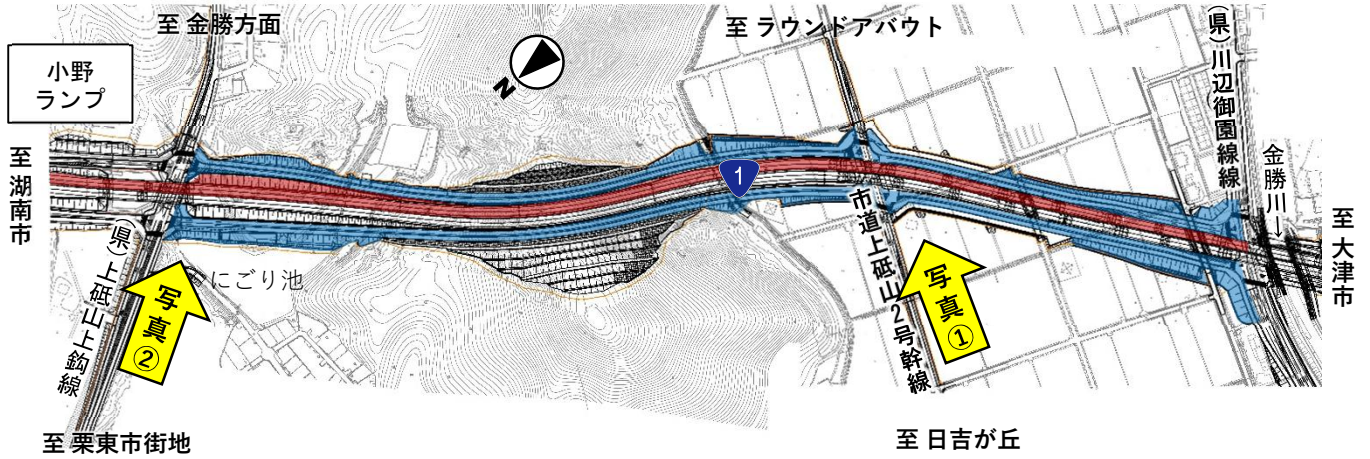 至 金勝方面
至 ラウンドアバウト
(県)川辺御園線線
小野
ランプ
N
至湖南市
1
金勝川→
至大津市
市道上砥山2号幹線
にごり池
(県)上砥山上鈎線
写真②
写真①
至 栗東市街地
至 日吉が丘